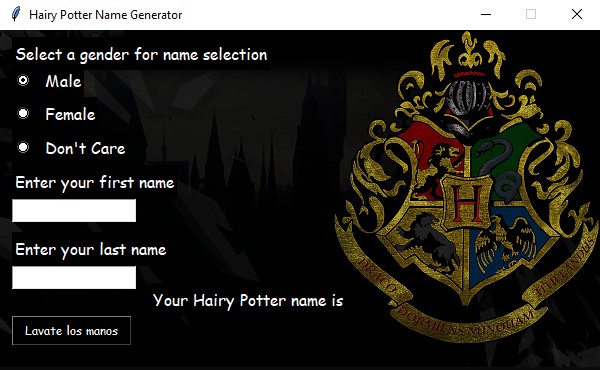 Hairy Potter Name Generator
Select a gender for name selection
Male
Female
Don't Care
Enter your first name
Enter your last name
Your Hairy Potter name is
Lavate los manos
H
DRACO DORMIENS NUNQUAM TITILLANDUS